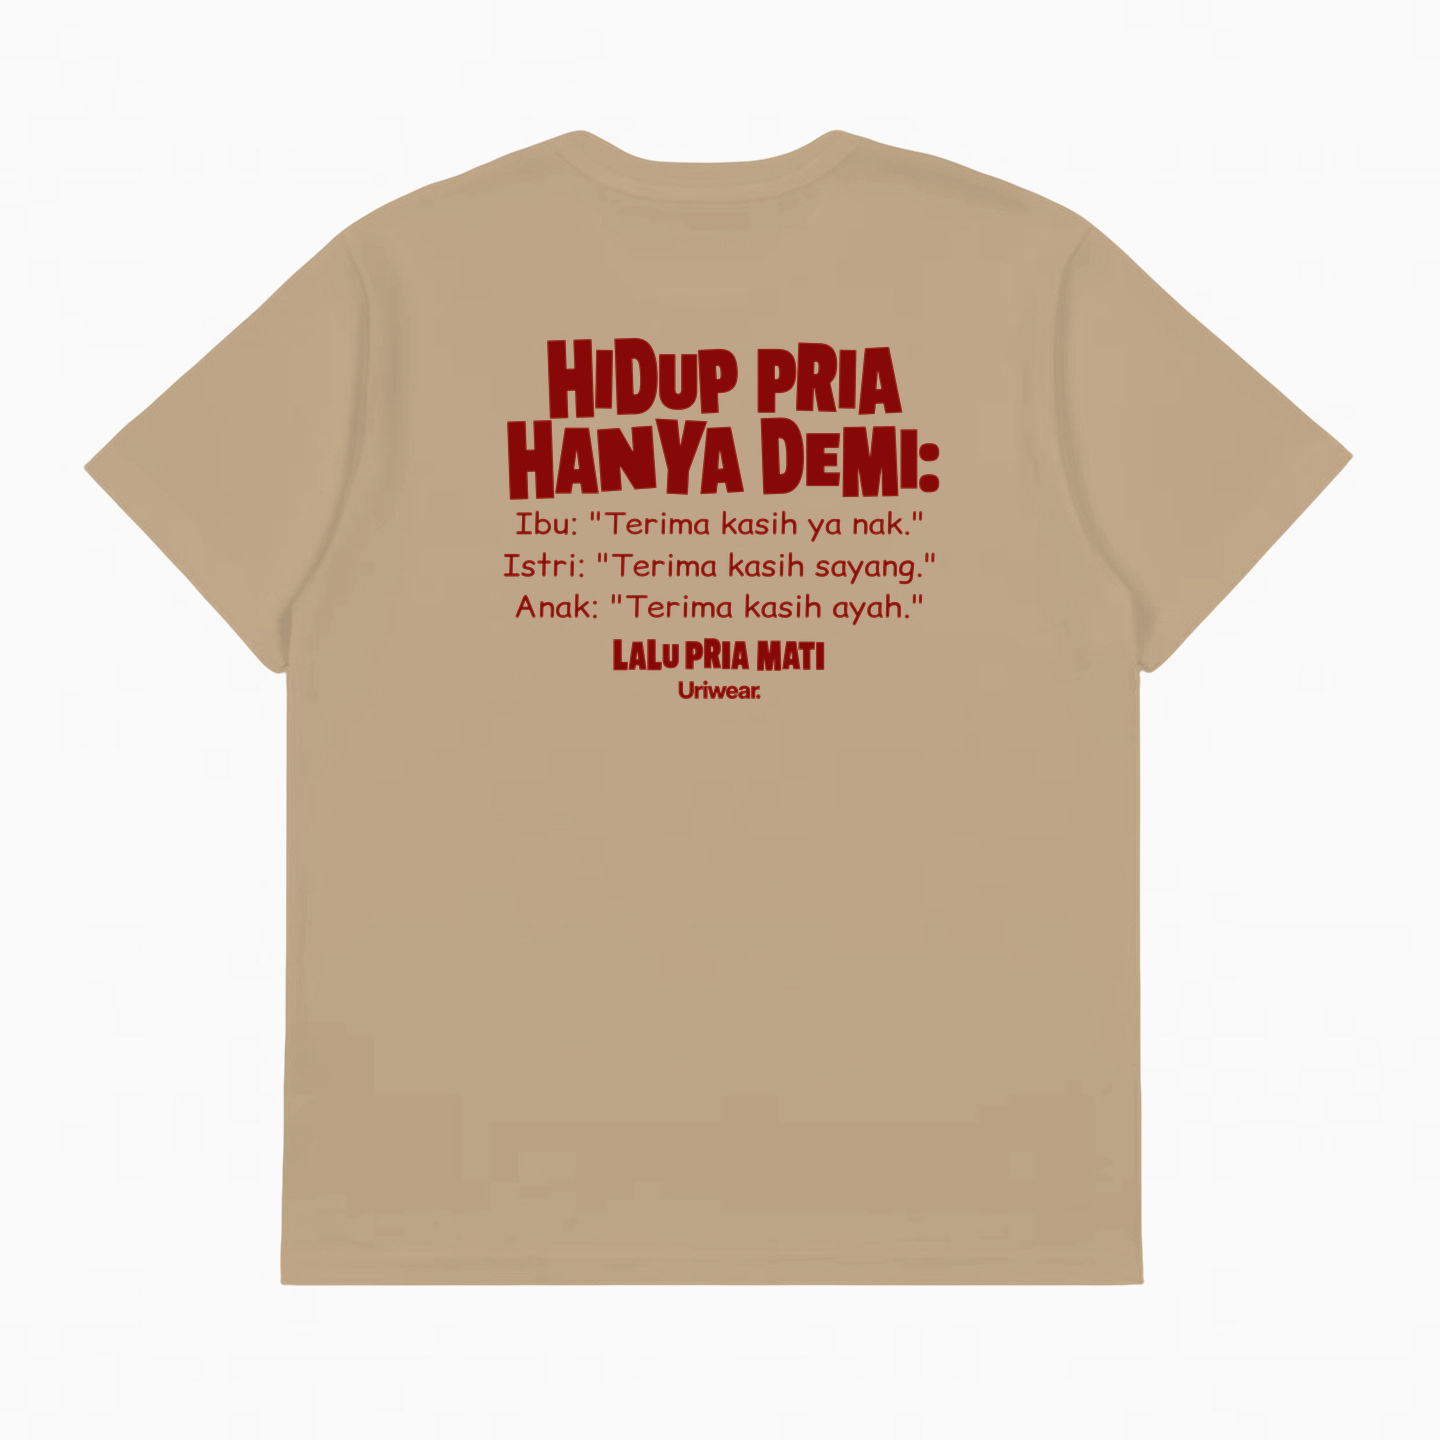 HiDUP PRIA
HANYA DEMI:
Ibu: "Terima kasih ya nak."
Istri: "Terima kasih sayang."
Anak: "Terima kasih ayah."
LALU PRIA MATI
Uriwear.